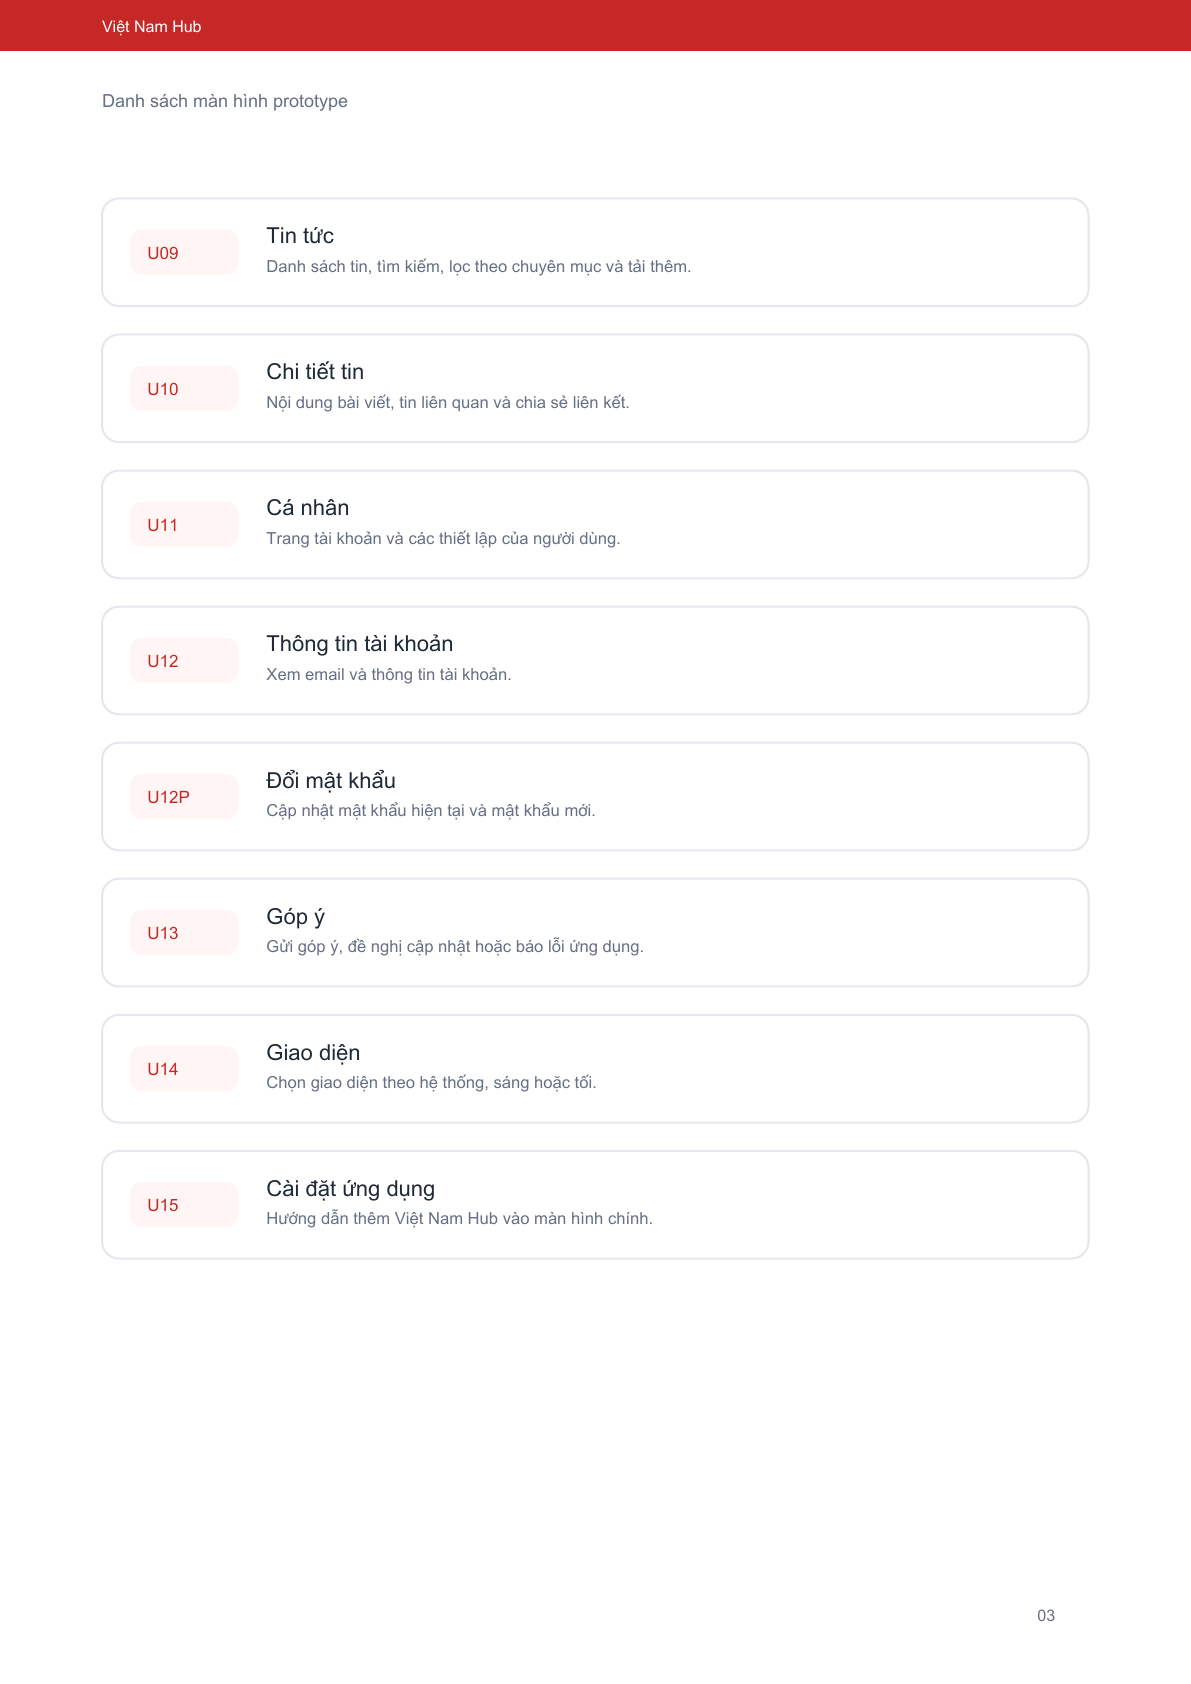 Việt Nam Hub
Danh sách màn hình prototype
U09
Tin tức
Danh sách tin, tìm kiếm, lọc theo chuyên mục và tải thêm.
U10
Chi tiết tin
Nội dung bài viết, tin liên quan và chia sẻ liên kết.
U11
Cá nhân
Trang tài khoản và các thiết lập của người dùng.
U12
Thông tin tài khoản
Xem email và thông tin tài khoản.
U12P
Đổi mật khẩu
Cập nhật mật khẩu hiện tại và mật khẩu mới.
U13
Góp ý
Gửi góp ý, đề nghị cập nhật hoặc báo lỗi ứng dụng.
U14
Giao diện
Chọn giao diện theo hệ thống, sáng hoặc tối.
U15
Cài đặt ứng dụng
Hướng dẫn thêm Việt Nam Hub vào màn hình chính.
03